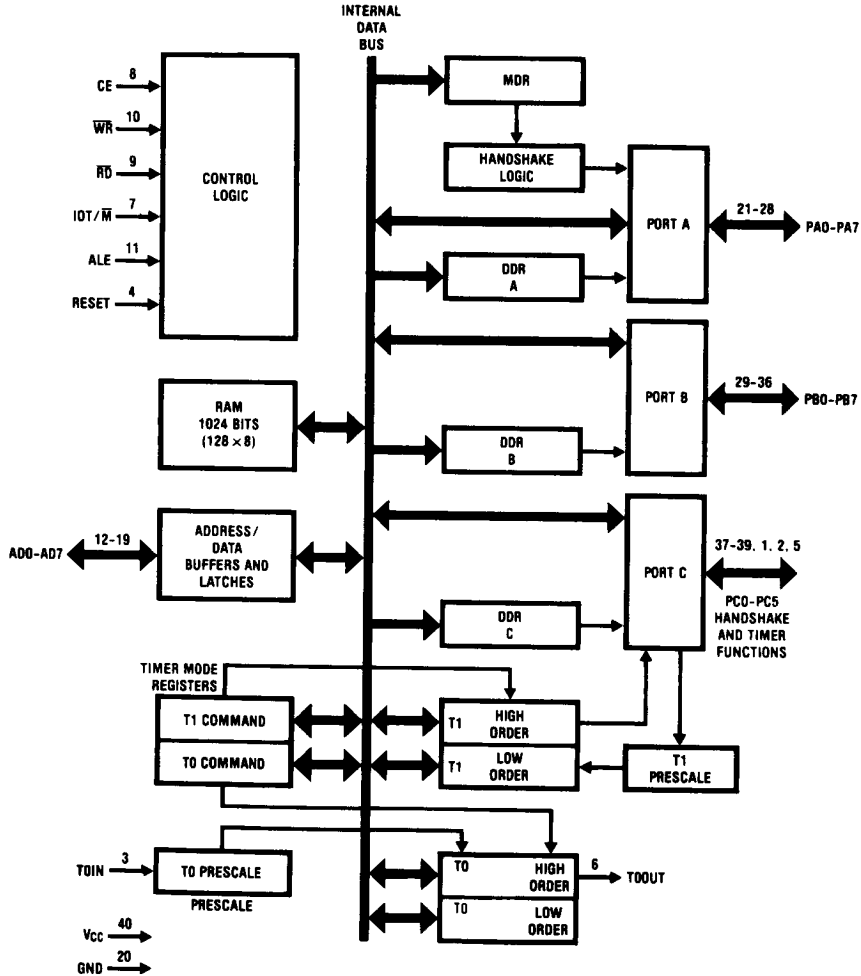 INTERNAL
DATA
BUS
CE 8
WR 10
RD 9
IOT/M 7
ALE 11
RESET 4
CONTROL
LOGIC
MDR
HANDSHAKE
LOGIC
PORT A
21-28
PA0-PA7
DDR
A
PORT B
29-36
PB0-PB7
DDR
B
RAM
1024 BITS
(128 × 8)
AD0-AD7
12-19
ADDRESS/
DATA
BUFFERS AND
LATCHES
PORT C
37-39, 1, 2, 5
PC0-PC5
HANDSHAKE
AND TIMER
FUNCTIONS
DDR
C
TIMER MODE
REGISTERS
T1 COMMAND
T0 COMMAND
T1 HIGH
ORDER
T1 LOW
ORDER
T1
PRESCALE
T0IN 3
T0 PRESCALE
PRESCALE
T0 HIGH
ORDER
T0 LOW
ORDER
6 T0OUT
VCC 40
GND 20